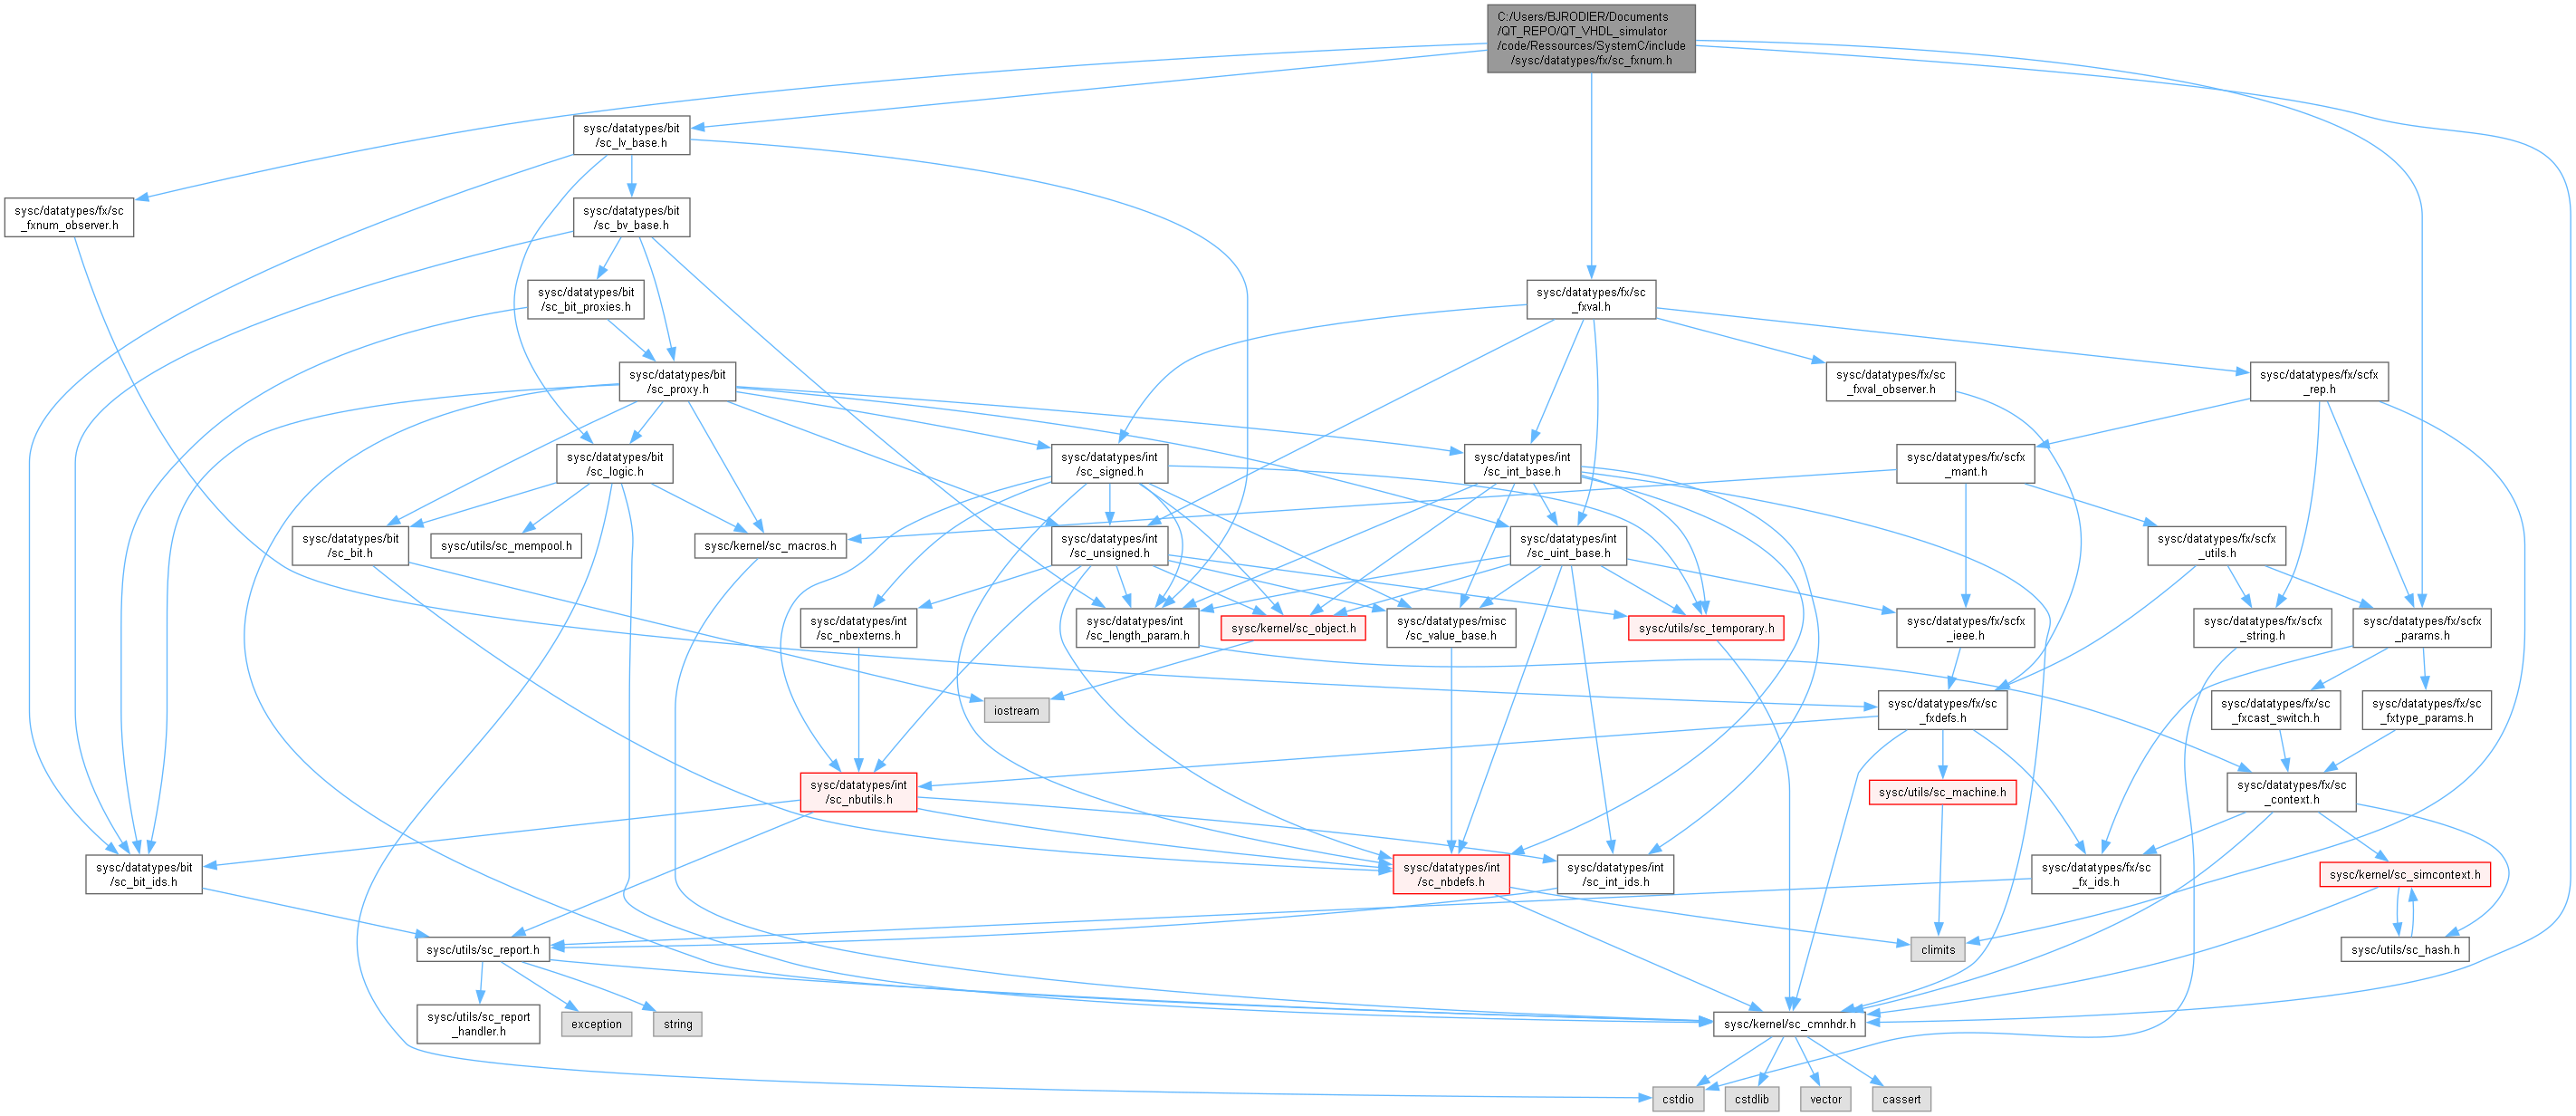 C:/Users/BJRODIER/Documents
/QT_REPO/QT_VHDL_simulator
/code/Ressources/SystemC/include
/sysc/datatypes/fx/sc_fxnum.h
sysc/datatypes/bit
/sc_lv_base.h
sysc/datatypes/fx/sc
_fxnum_observer.h
sysc/datatypes/bit
/sc_bv_base.h
sysc/datatypes/bit
/sc_bit_proxies.h
sysc/datatypes/fx/sc
_fxval.h
sysc/datatypes/bit
/sc_proxy.h
sysc/datatypes/fx/sc
_fxval_observer.h
sysc/datatypes/fx/scfx
_rep.h
sysc/datatypes/bit
/sc_logic.h
sysc/datatypes/int
/sc_signed.h
sysc/datatypes/int
/sc_int_base.h
sysc/datatypes/fx/scfx
_mant.h
sysc/datatypes/bit
/sc_bit.h
sysc/utils/sc_mempool.h
sysc/kernel/sc_macros.h
sysc/datatypes/int
/sc_unsigned.h
sysc/datatypes/int
/sc_uint_base.h
sysc/datatypes/fx/scfx
_utils.h
sysc/datatypes/int
/sc_nbexterns.h
sysc/datatypes/int
/sc_length_param.h
sysc/kernel/sc_object.h
sysc/datatypes/misc
/sc_value_base.h
sysc/utils/sc_temporary.h
sysc/datatypes/fx/scfx
_ieee.h
sysc/datatypes/fx/scfx
_string.h
sysc/datatypes/fx/scfx
_params.h
iostream
sysc/datatypes/fx/sc
_fxdefs.h
sysc/datatypes/fx/sc
_fxcast_switch.h
sysc/datatypes/fx/sc
_fxtype_params.h
sysc/datatypes/int
/sc_nbutils.h
sysc/utils/sc_machine.h
sysc/datatypes/fx/sc
_context.h
sysc/datatypes/bit
/sc_bit_ids.h
sysc/datatypes/int
/sc_nbdefs.h
sysc/datatypes/int
/sc_int_ids.h
sysc/datatypes/fx/sc
_fx_ids.h
sysc/kernel/sc_simcontext.h
sysc/utils/sc_report.h
climits
sysc/utils/sc_hash.h
sysc/utils/sc_report
_handler.h
exception
string
sysc/kernel/sc_cmnhdr.h
cstdio
cstdlib
vector
cassert